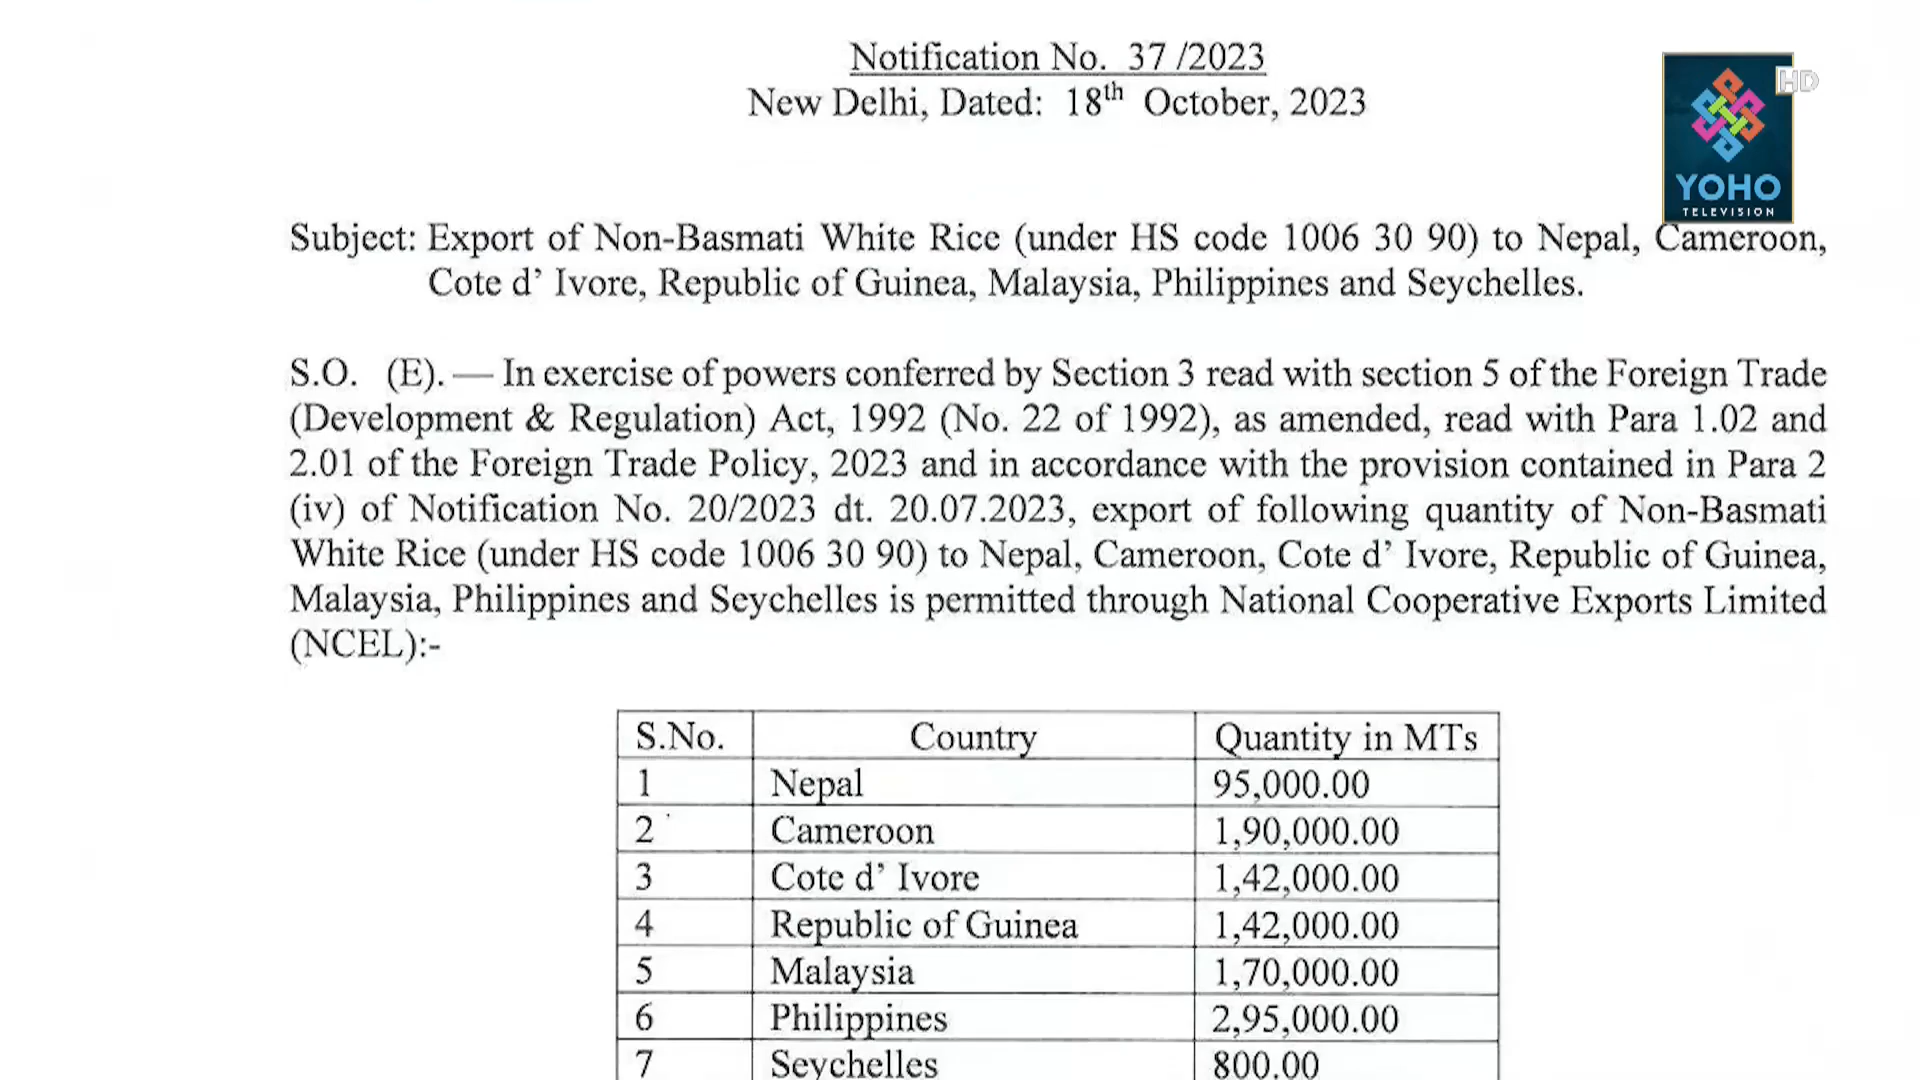 Notification No. 37 /2023
New Delhi, Dated: 18th October, 2023
HD
YOHO
TELEVISION
Subject: Export of Non-Basmati White Rice (under HS code 1006 30 90) to Nepal, Cameroon,
Cote d’ Ivore, Republic of Guinea, Malaysia, Philippines and Seychelles.
S.O. (E). — In exercise of powers conferred by Section 3 read with section 5 of the Foreign Trade
(Development & Regulation) Act, 1992 (No. 22 of 1992), as amended, read with Para 1.02 and
2.01 of the Foreign Trade Policy, 2023 and in accordance with the provision contained in Para 2
(iv) of Notification No. 20/2023 dt. 20.07.2023, export of following quantity of Non-Basmati
White Rice (under HS code 1006 30 90) to Nepal, Cameroon, Cote d’ Ivore, Republic of Guinea,
Malaysia, Philippines and Seychelles is permitted through National Cooperative Exports Limited
(NCEL):-
S.No. Country Quantity in MTs
1 Nepal 95,000.00
2 Cameroon 1,90,000.00
3 Cote d’ Ivore 1,42,000.00
4 Republic of Guinea 1,42,000.00
5 Malaysia 1,70,000.00
6 Philippines 2,95,000.00
7 Seychelles 800.00